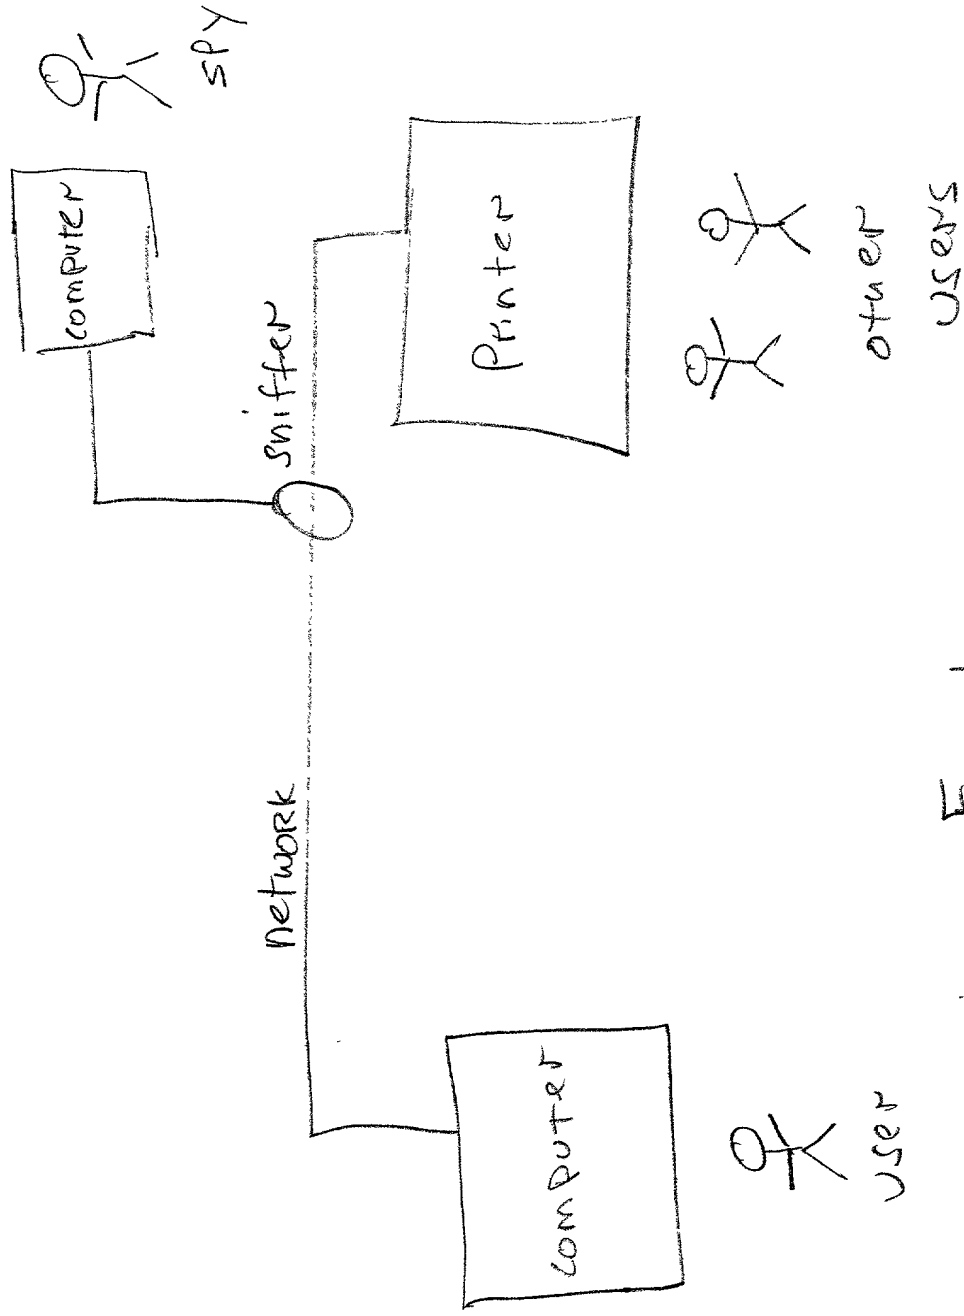 computer
SPY
sniffer
network
Printer
computer
other
users
user